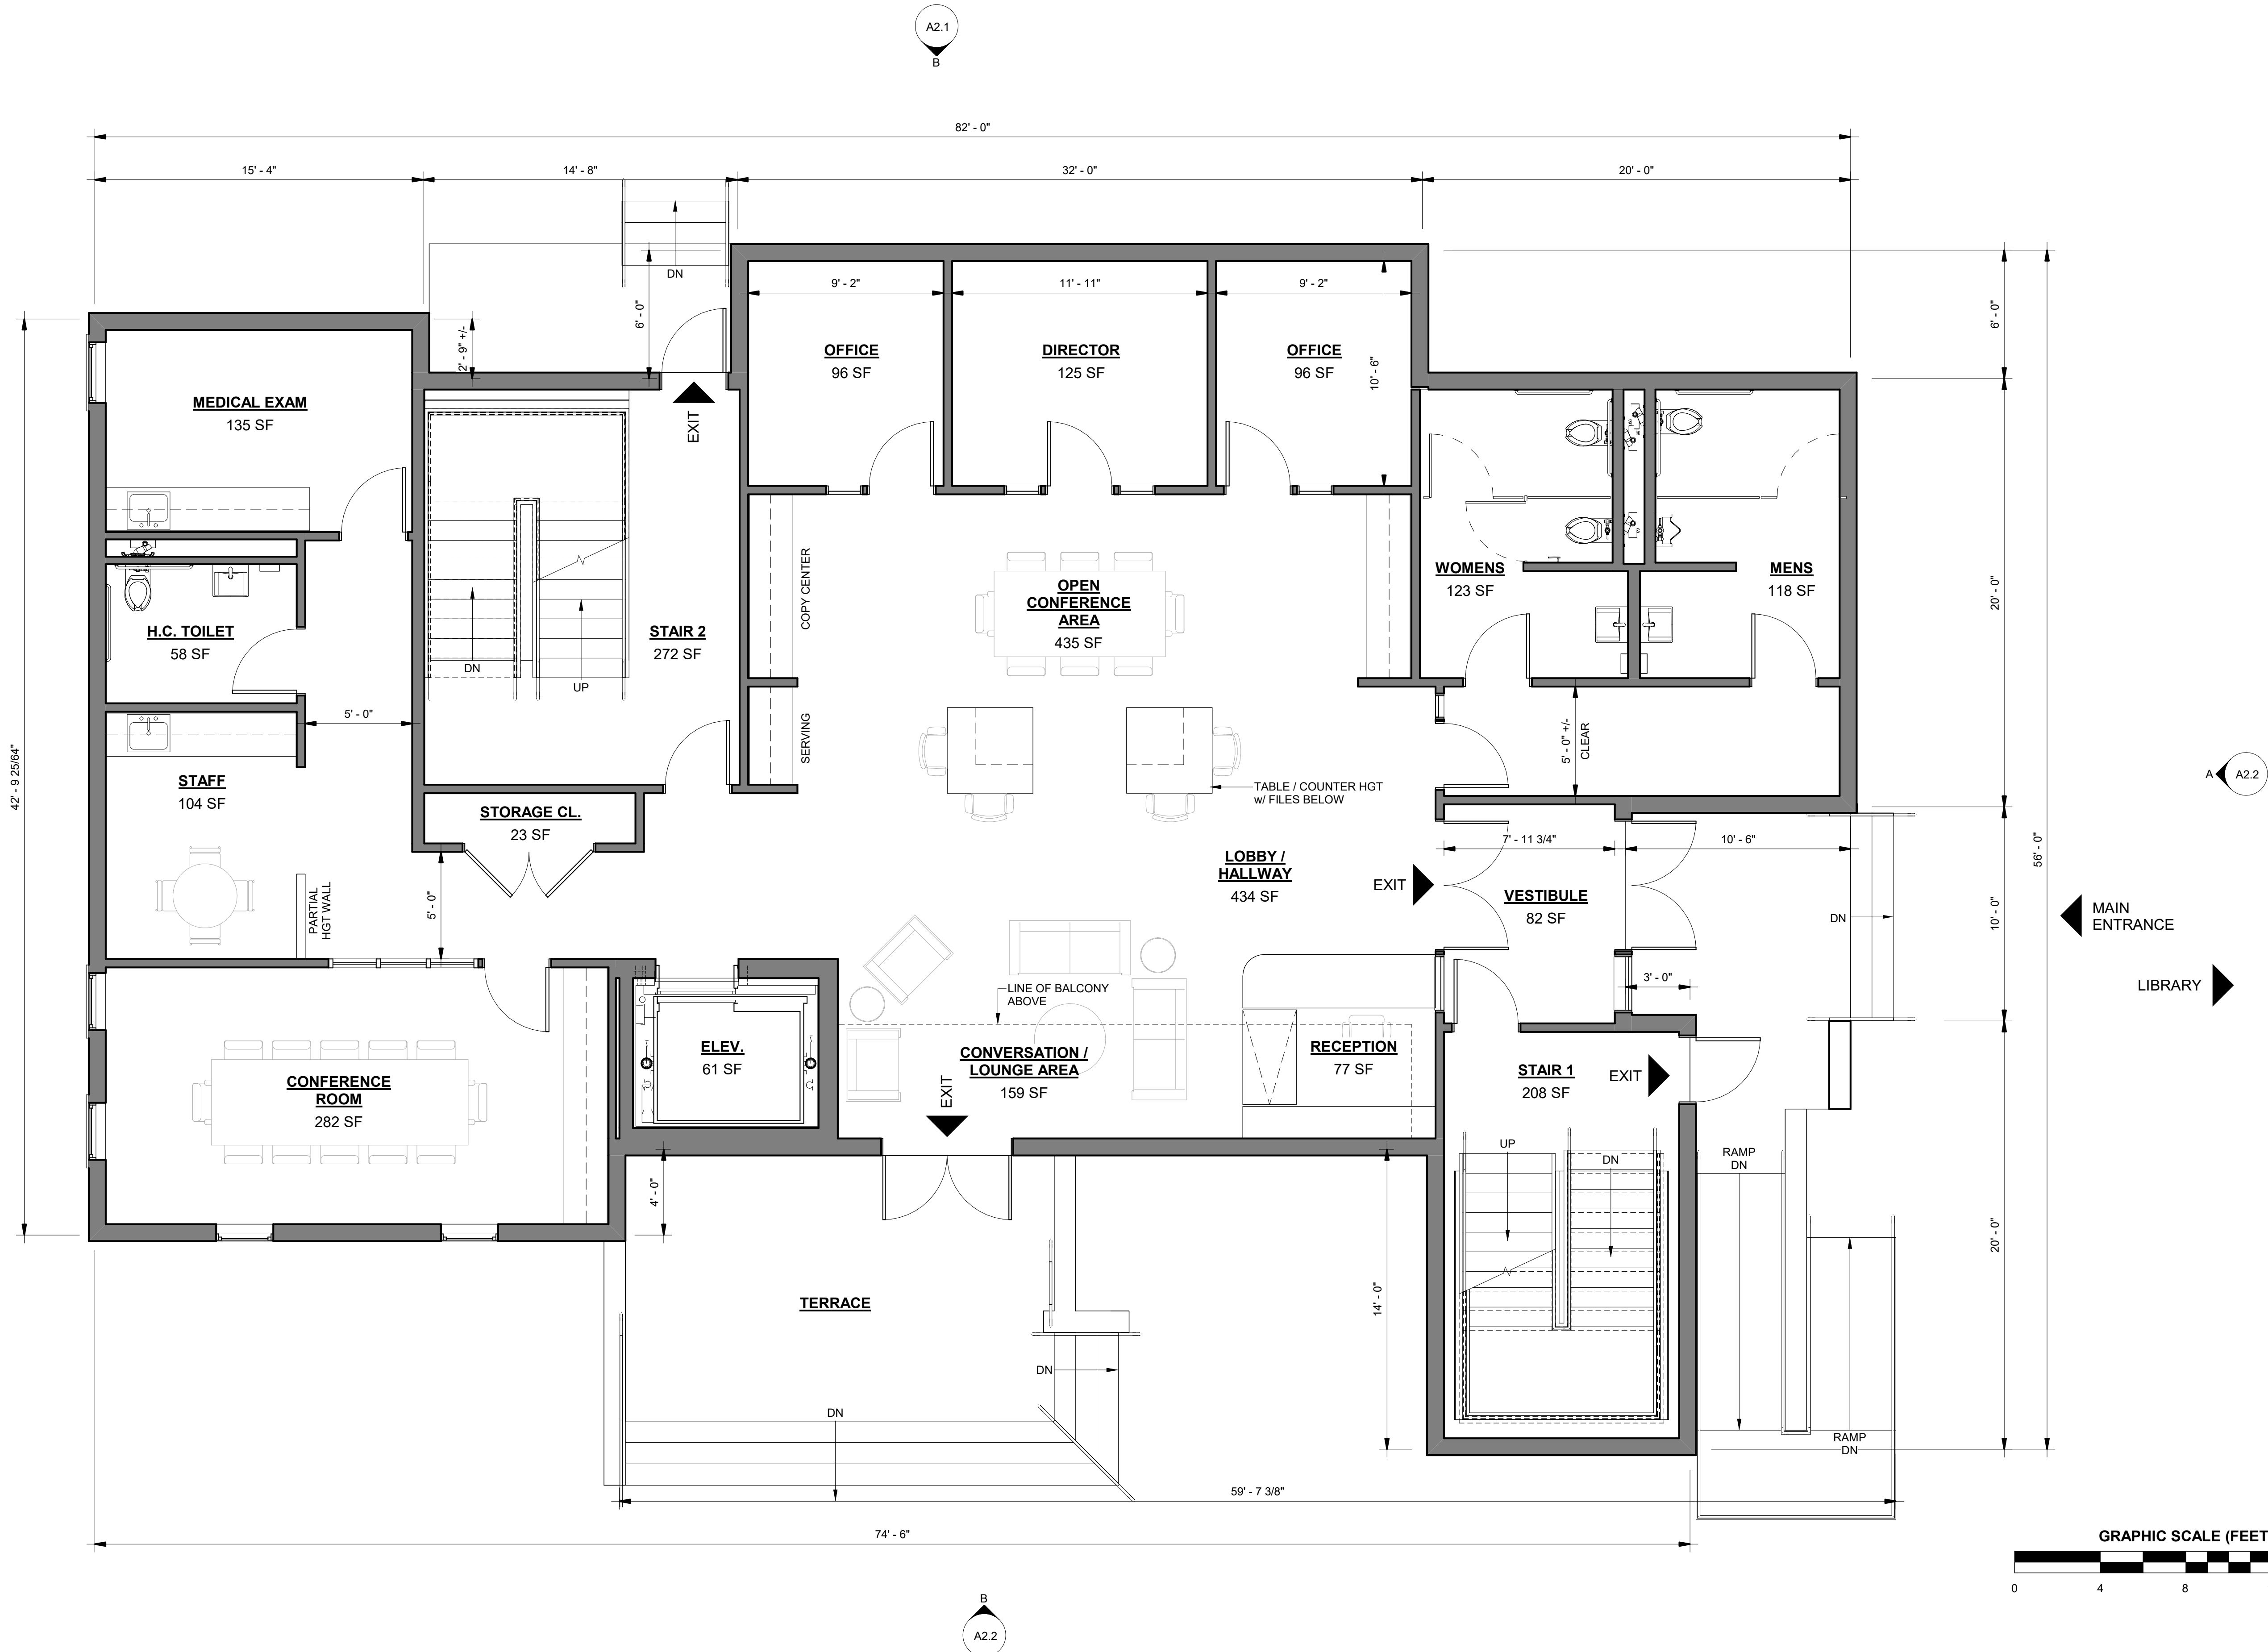 A2.1
B
82' - 0"
15' - 4"
14' - 8"
32' - 0"
20' - 0"
DN
6' - 0"
2' - 9" +/-
9' - 2"
11' - 11"
9' - 2"
10' - 6"
6' - 0"
OFFICE
96 SF
DIRECTOR
125 SF
OFFICE
96 SF
MEDICAL EXAM
135 SF
EXIT
COPY CENTER
OPEN
CONFERENCE
AREA
435 SF
WOMENS
123 SF
MENS
118 SF
20' - 0"
H.C. TOILET
58 SF
STAIR 2
272 SF
DN
UP
5' - 0"
SERVING
5' - 0" +/-
CLEAR
42' - 9 25/64"
STAFF
104 SF
STORAGE CL.
23 SF
TABLE / COUNTER HGT
w/ FILES BELOW
A
A2.2
7' - 11 3/4"
10' - 6"
56' - 0"
PARTIAL
HGT WALL
5' - 0"
LOBBY /
HALLWAY
434 SF
EXIT
VESTIBULE
82 SF
DN
10' - 0"
MAIN
ENTRANCE
3' - 0"
LIBRARY
LINE OF BALCONY
ABOVE
CONFERENCE
ROOM
282 SF
ELEV.
61 SF
EXIT
CONVERSATION /
LOUNGE AREA
159 SF
RECEPTION
77 SF
STAIR 1
208 SF
EXIT
UP
DN
RAMP
DN
4' - 0"
14' - 0"
20' - 0"
TERRACE
DN
DN
RAMP
DN
59' - 7 3/8"
74' - 6"
GRAPHIC SCALE (FEET
0
4
8
B
A2.2